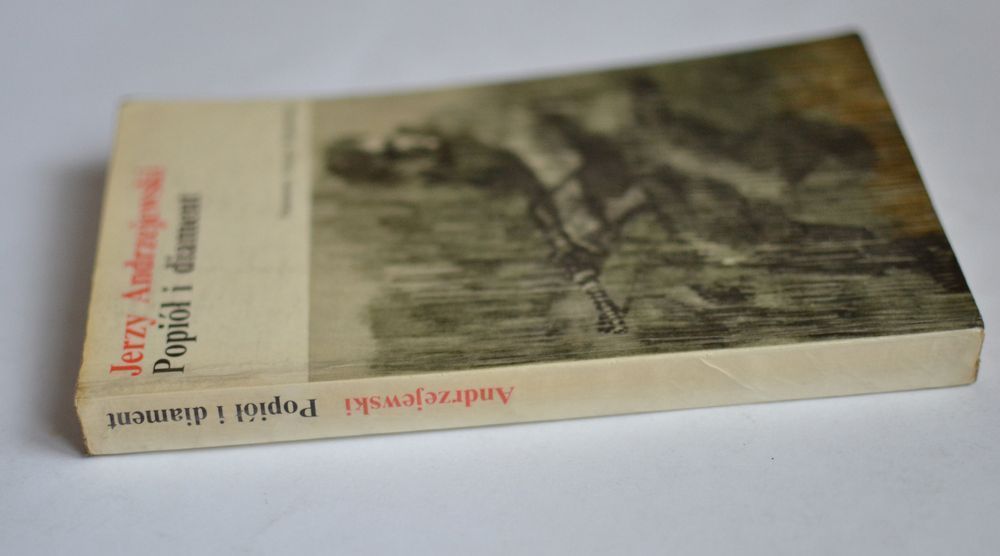 Jerzy Andrzejewski
Popiół i diament
Andrzejewski Popiół i diament